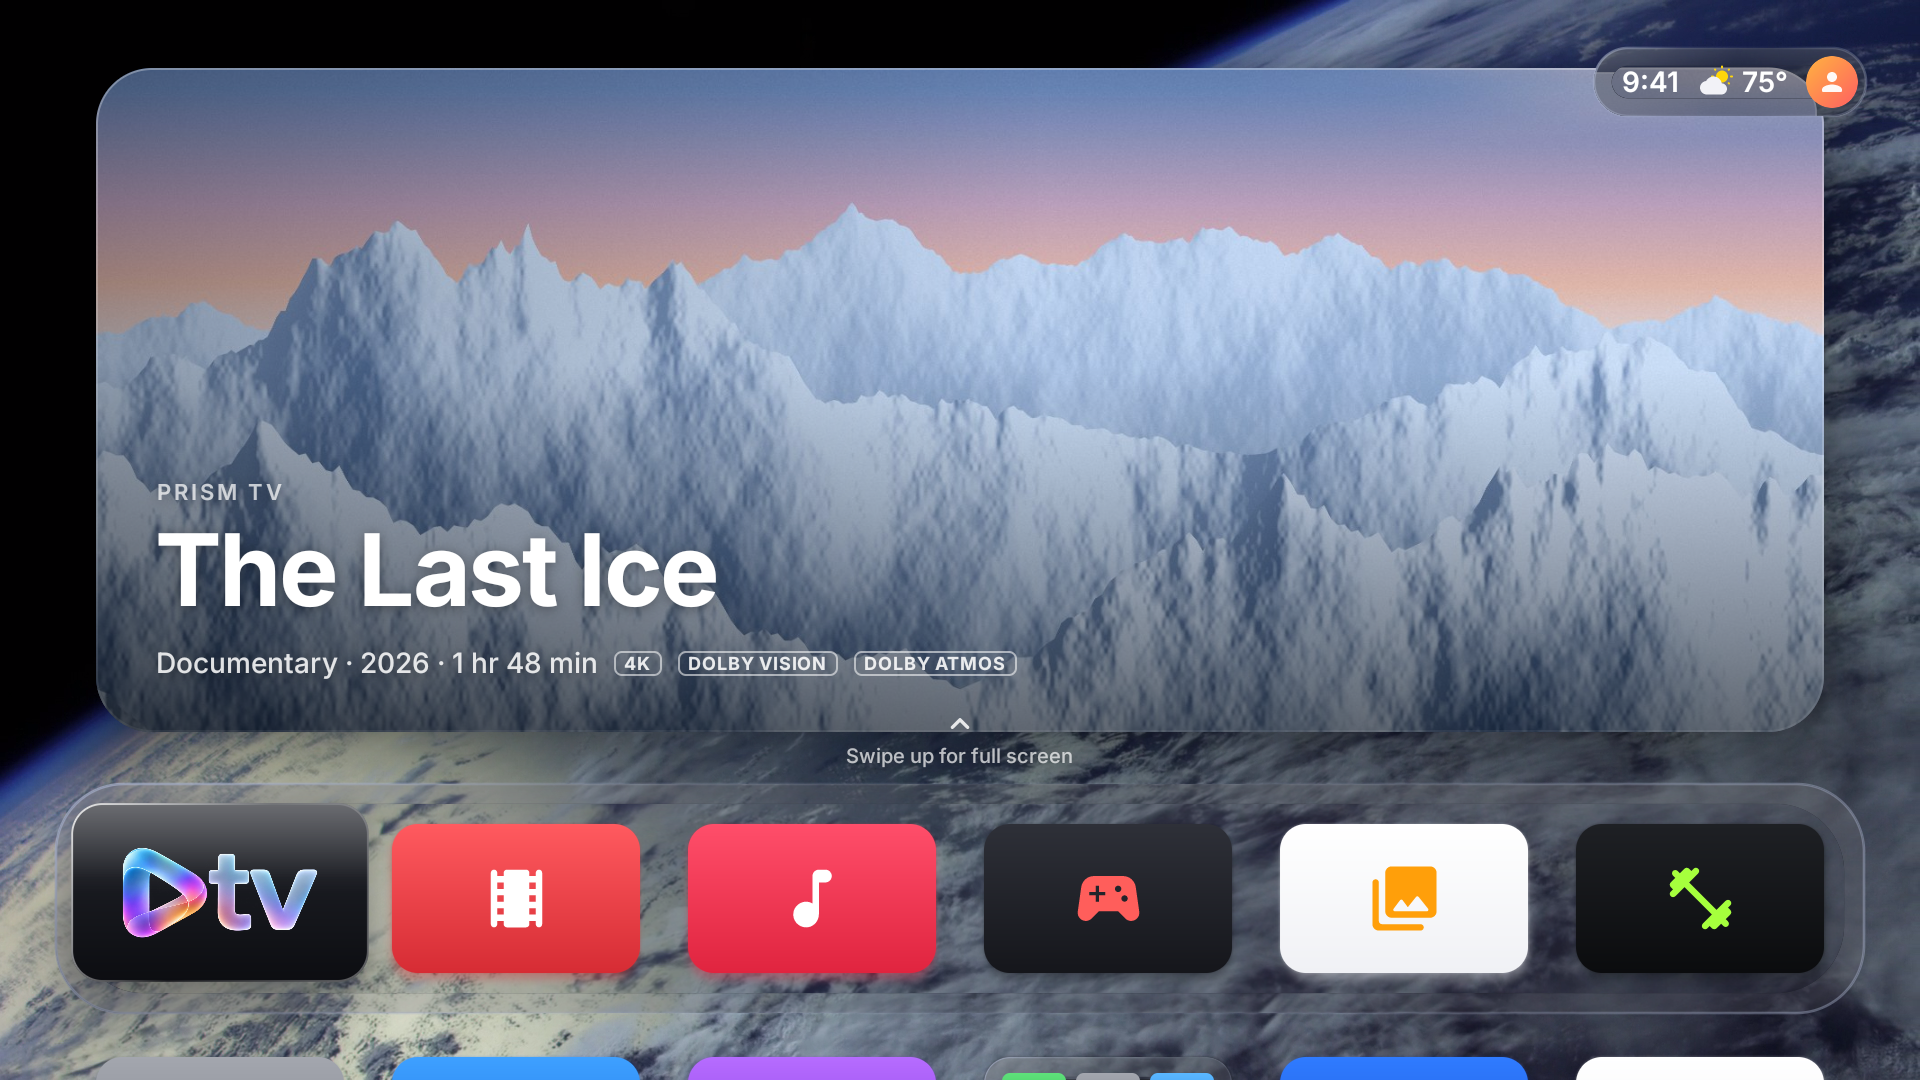 9:41 75°
PRISM TV
The Last Ice
Documentary · 2026 · 1 hr 48 min 4K DOLBY VISION DOLBY ATMOS
Swipe up for full screen
tv